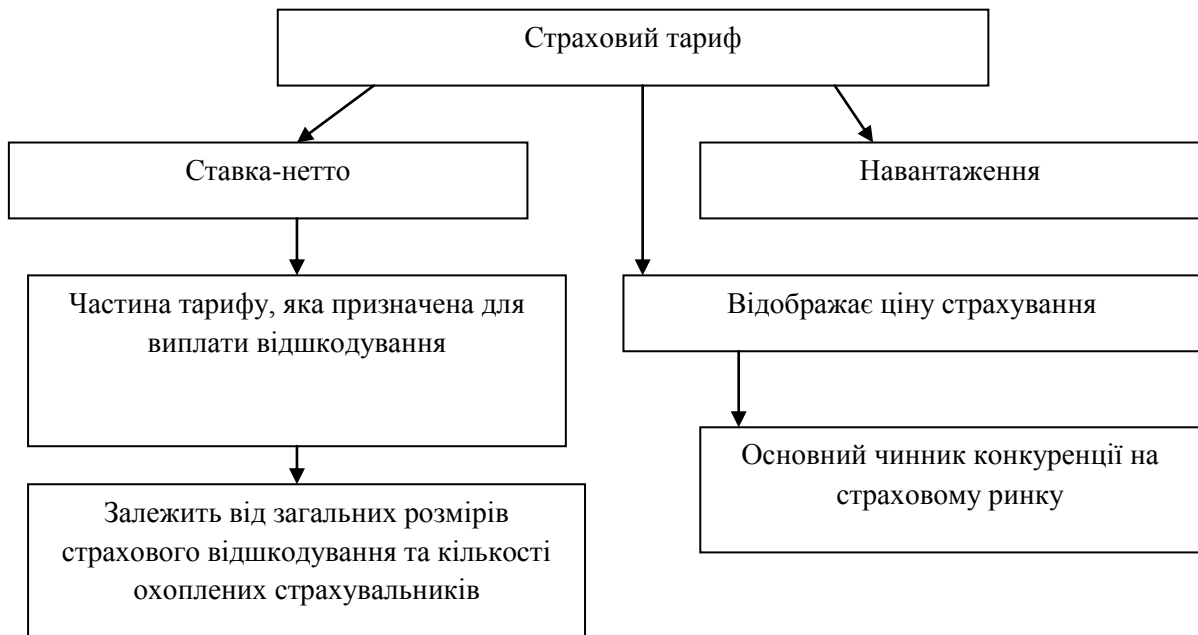 Страховий тариф
Ставка-нетто
Навантаження
Частина тарифу, яка призначена для
виплати відшкодування
Відображає ціну страхування
Основний чинник конкуренції на
страховому ринку
Залежить від загальних розмірів
страхового відшкодування та кількості
охоплених страхувальників